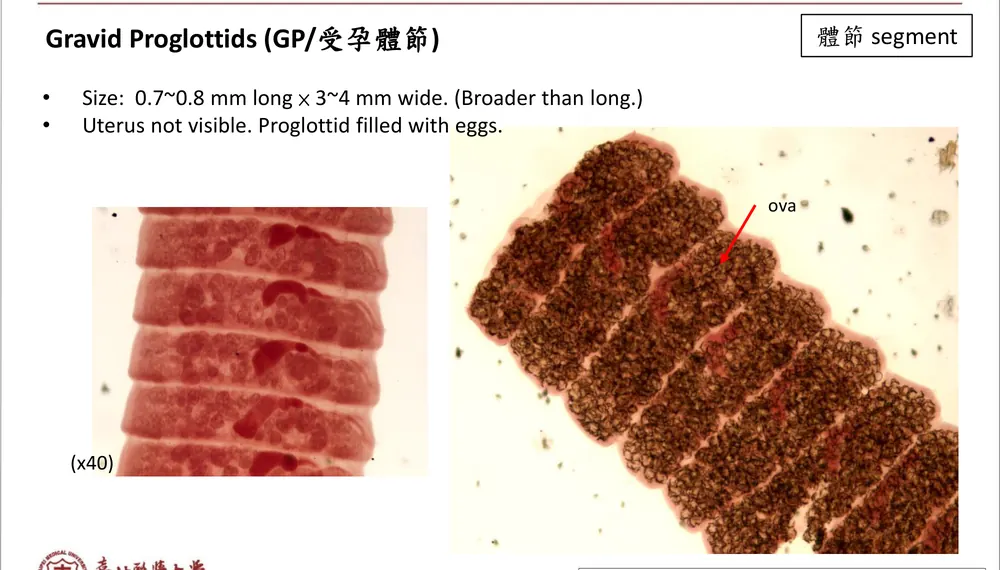 Gravid Proglottids (GP/受孕體節)
體節 segment
• Size: 0.7~0.8 mm long × 3~4 mm wide. (Broader than long.)
• Uterus not visible. Proglottid filled with eggs.
ova
(x40)